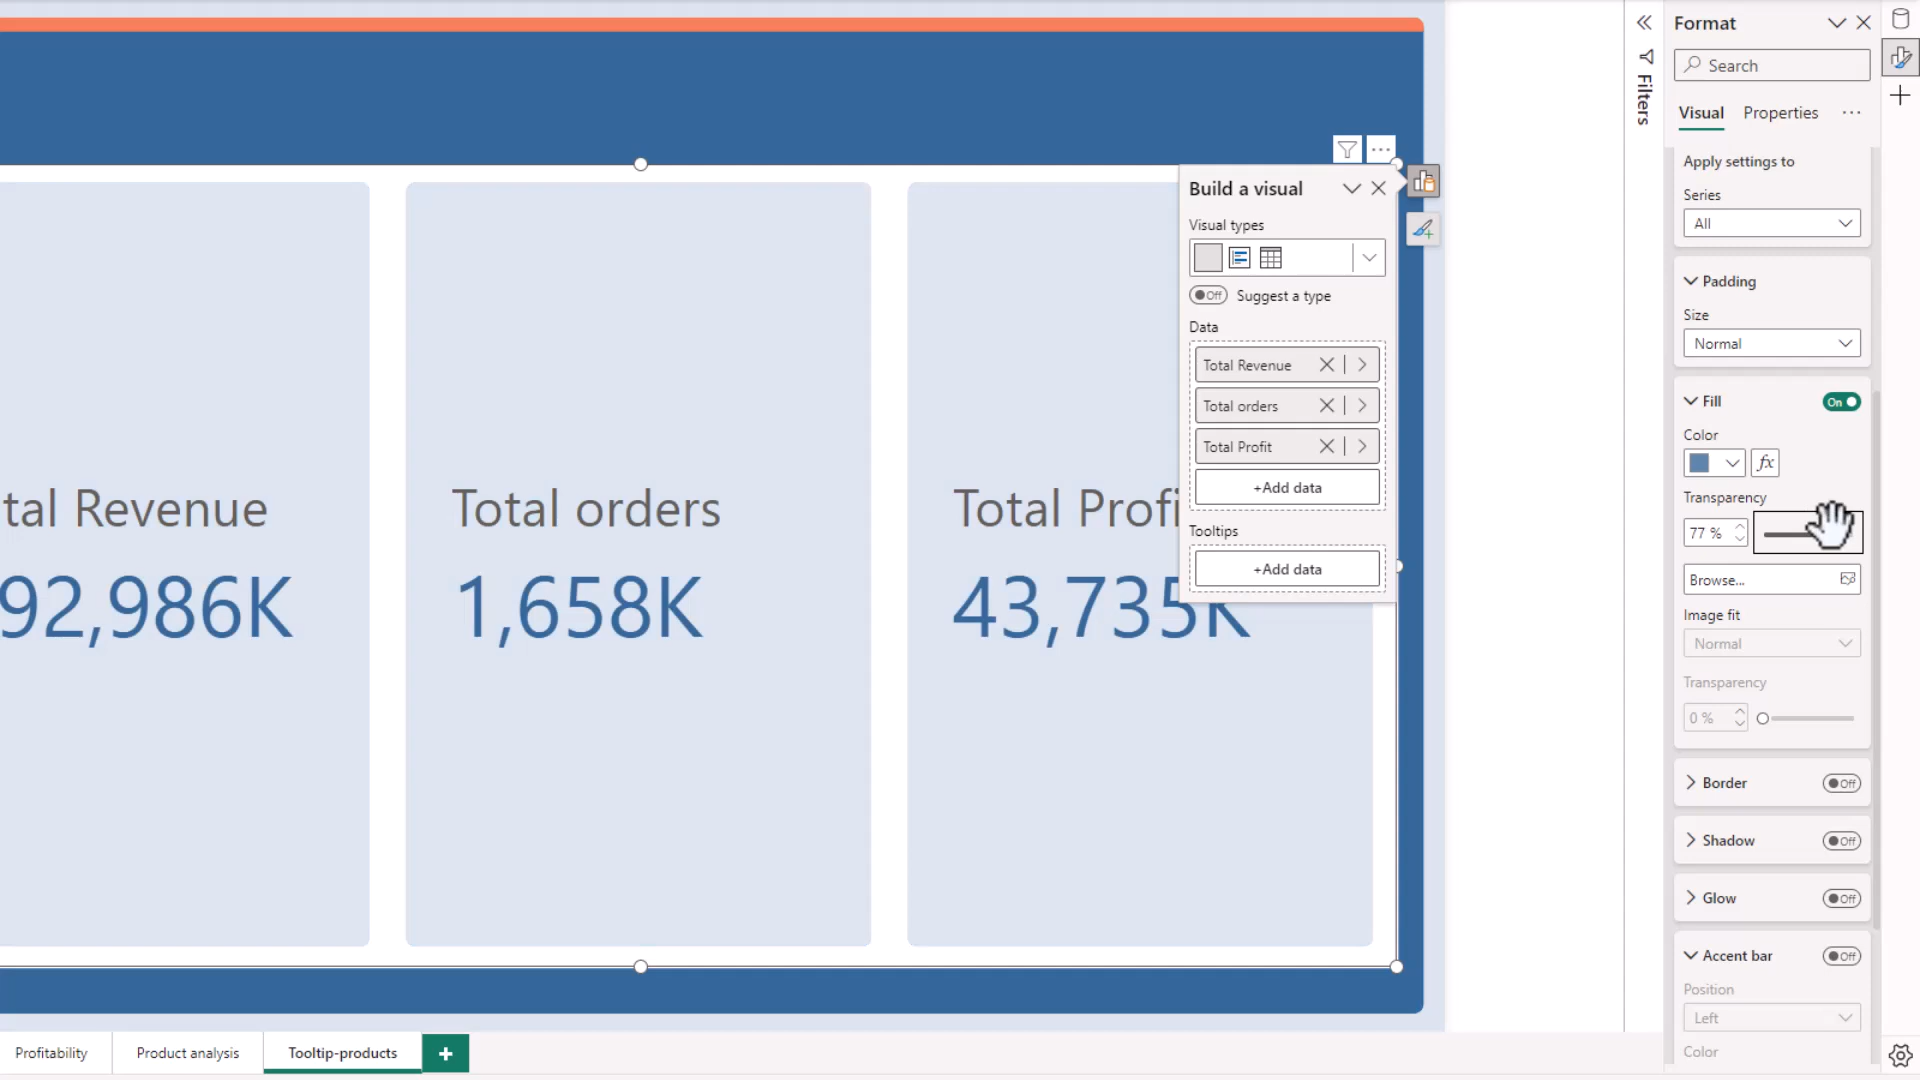 tal Revenue
92,986K
Total orders
1,658K
Total Profi
43,735K
Build a visual
Visual types
Off Suggest a type
Data
Total Revenue
Total orders
Total Profit
+Add data
Tooltips
+Add data
Filters
Format
Search
Visual Properties
Apply settings to
Series
All
Padding
Size
Normal
Fill On
Color
fx
Transparency
77 %
Browse...
Image fit
Normal
Transparency
0 %
Border Off
Shadow Off
Glow Off
Accent bar Off
Position
Left
Color
Profitability Product analysis Tooltip-products +